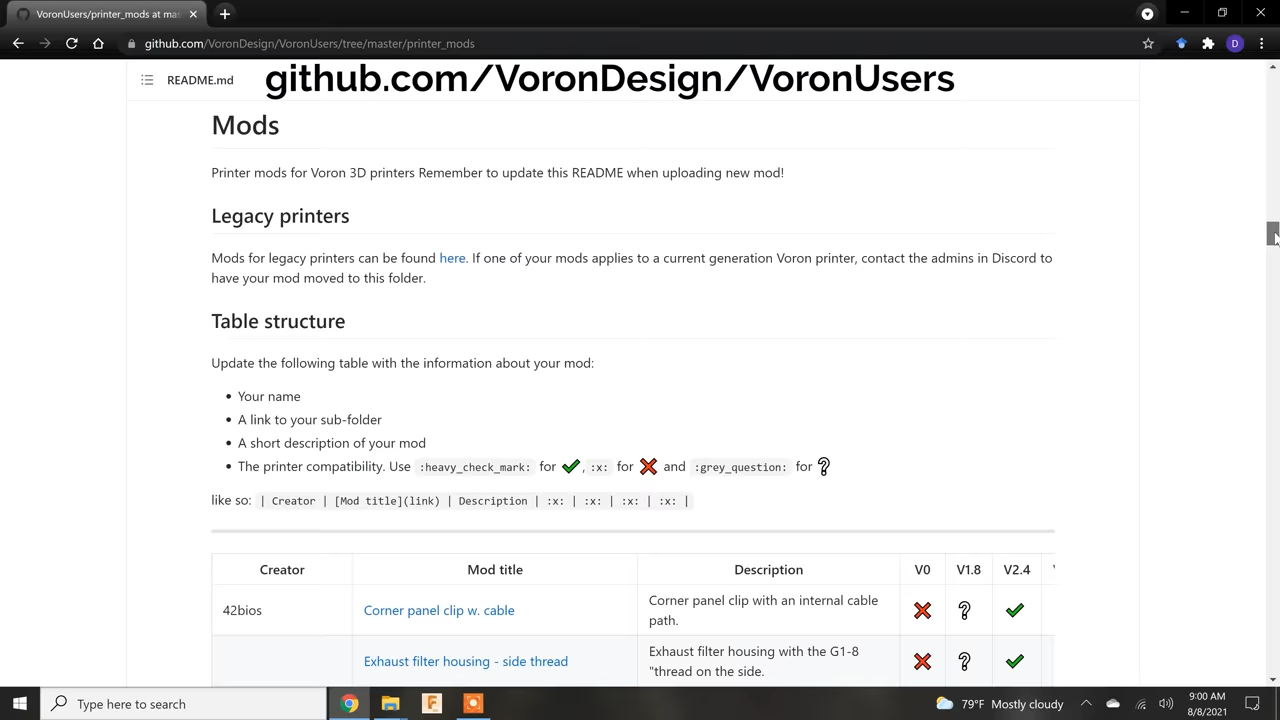 VoronUsers/printer_mods at mas
github.com/VoronDesign/VoronUsers/tree/master/printer_mods
D
README.md
github.com/VoronDesign/VoronUsers
Mods
Printer mods for Voron 3D printers Remember to update this README when uploading new mod!
Legacy printers
Mods for legacy printers can be found here. If one of your mods applies to a current generation Voron printer, contact the admins in Discord to
have your mod moved to this folder.
Table structure
Update the following table with the information about your mod:
• Your name
• A link to your sub-folder
• A short description of your mod
• The printer compatibility. Use :heavy_check_mark: for ✔, :x: for ❌ and :grey_question: for ❔
like so: | Creator | [Mod title](link) | Description | :x: | :x: | :x: | :x: |
Creator Mod title Description V0 V1.8 V2.4
42bios Corner panel clip w. cable Corner panel clip with an internal cable ❌ ❔ ✔
path.
Exhaust filter housing - side thread Exhaust filter housing with the G1-8 ❌ ❔ ✔
"thread on the side.
Type here to search
79°F Mostly cloudy
9:00 AM
8/8/2021